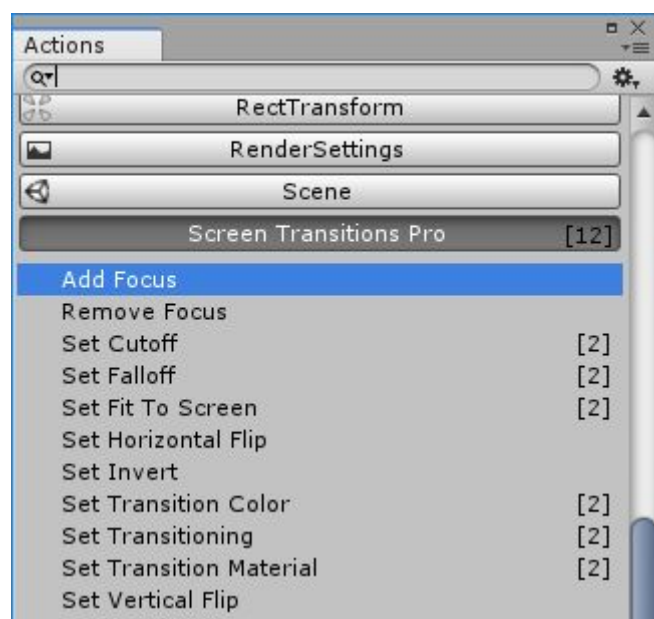 Actions
RectTransform
RenderSettings
Scene
Screen Transitions Pro [12]
Add Focus
Remove Focus
Set Cutoff [2]
Set Falloff [2]
Set Fit To Screen [2]
Set Horizontal Flip
Set Invert
Set Transition Color [2]
Set Transitioning [2]
Set Transition Material [2]
Set Vertical Flip